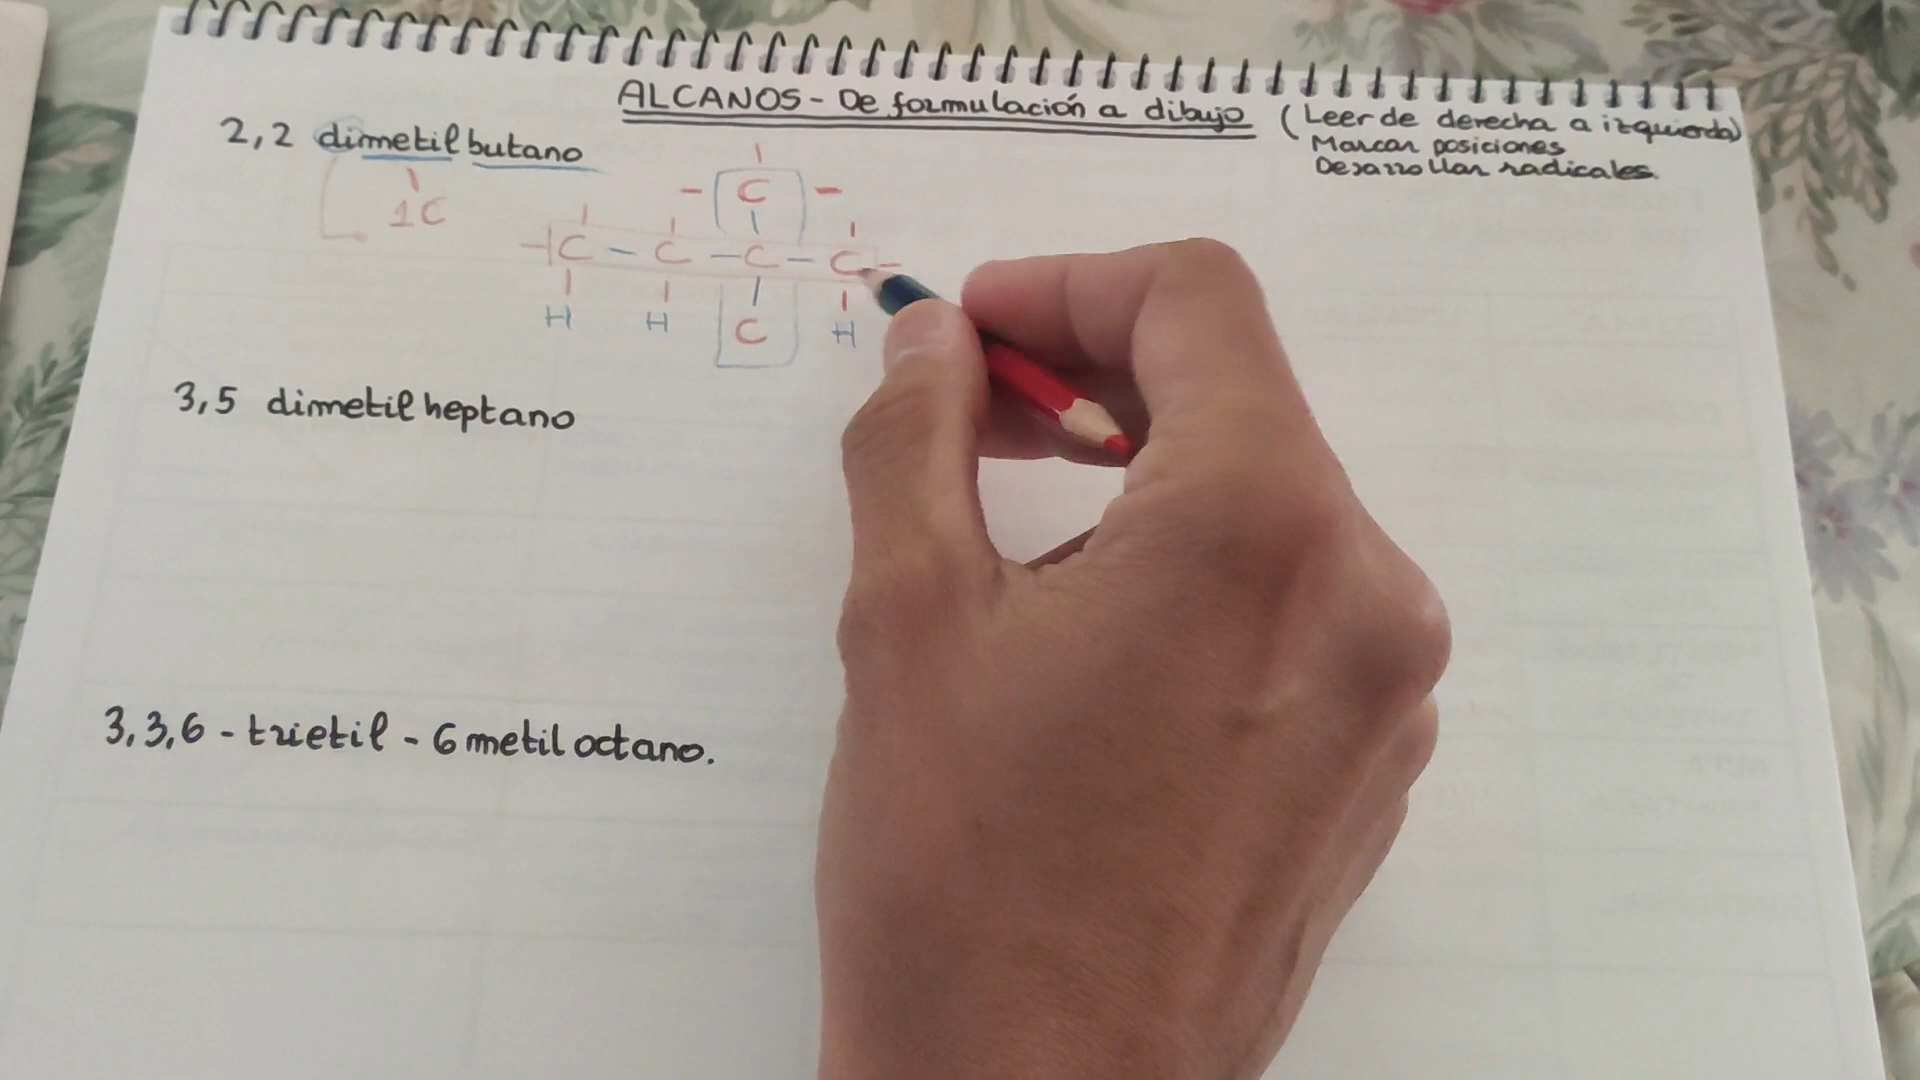 ALCANOS - De formulación a dibujo
(Leer de derecha a izquierda)
Marcar posiciones
Desarrollar radicales.
2,2 dimetil butano
1C
C
C - C - C - C -
H H C H
3,5 dimetil heptano
3,3,6 - trietil - 6 metil octano.